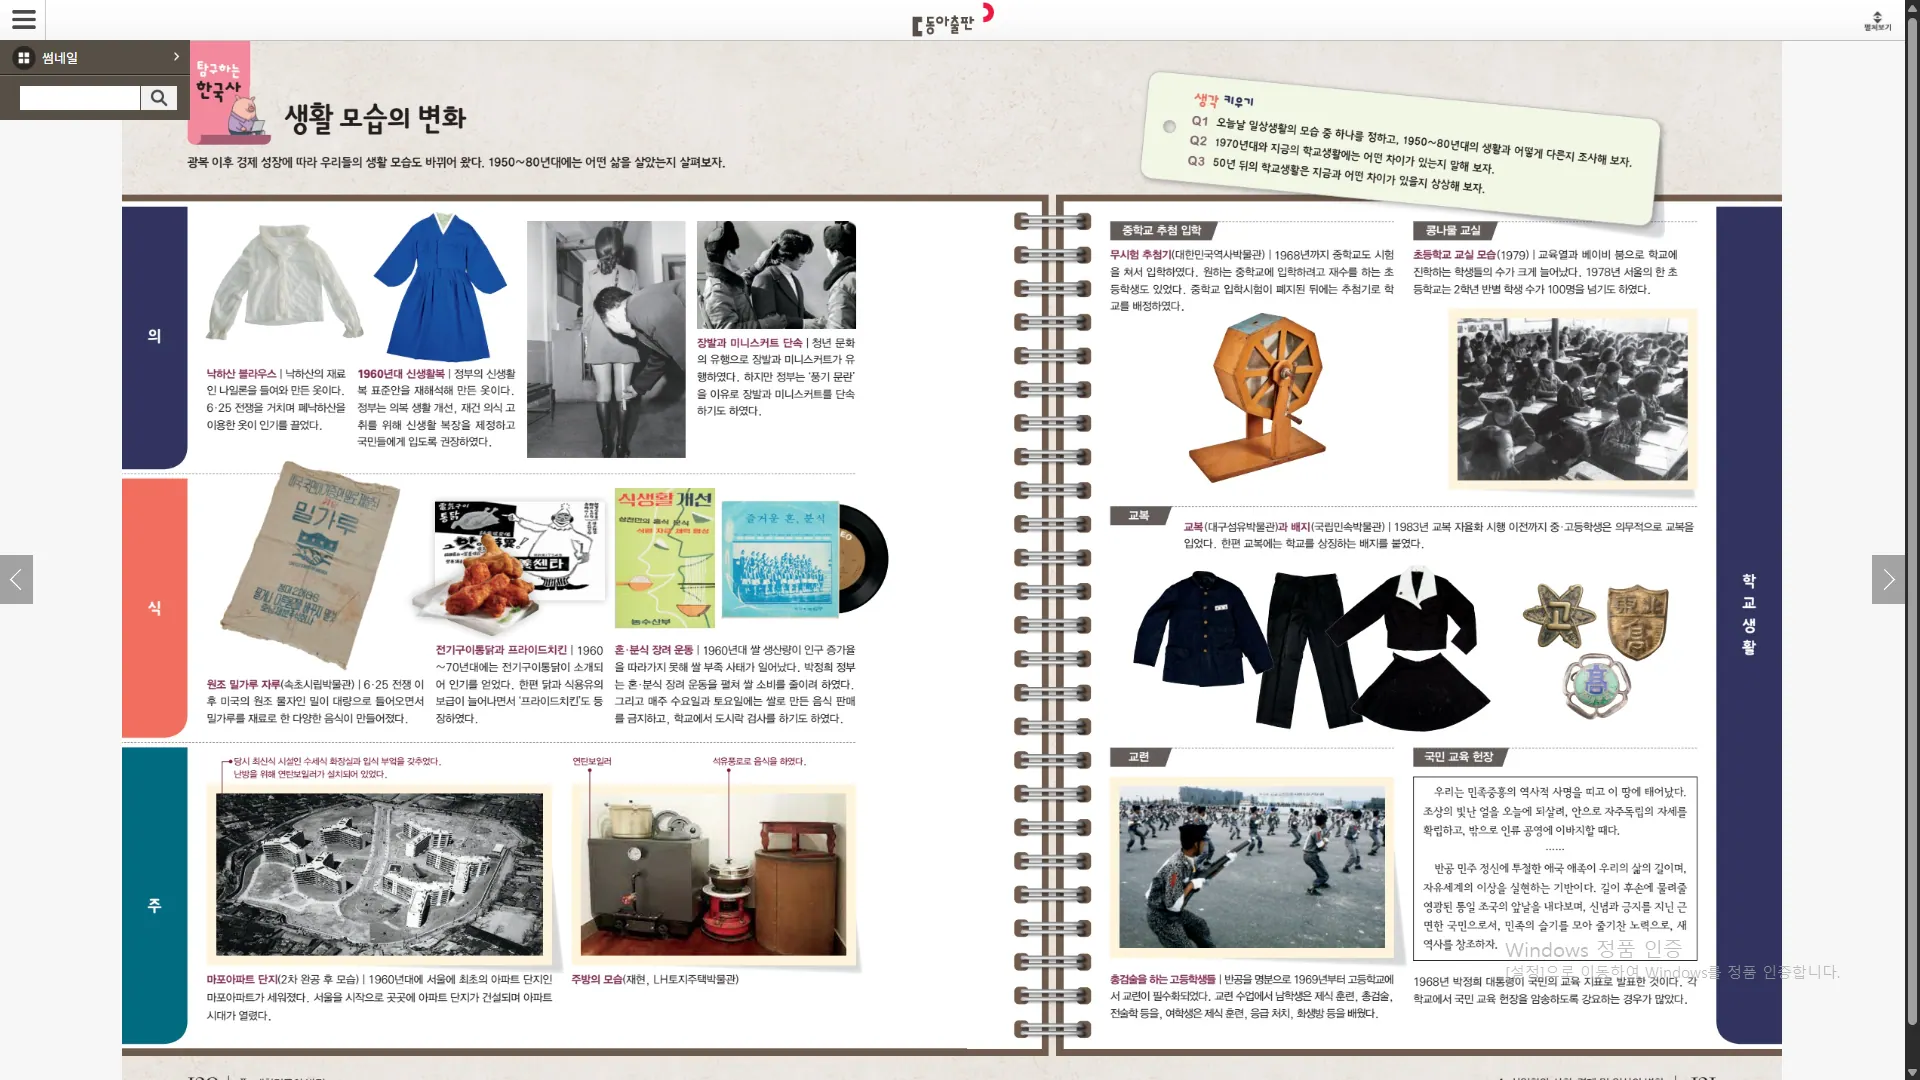 동아출판
펼쳐보기
썸네일
탐구하는
한국사
생활 모습의 변화
광복 이후 경제 성장에 따라 우리들의 생활 모습도 바뀌어 왔다. 1950~80년대에는 어떤 삶을 살았는지 살펴보자.
생각 키우기
Q1 오늘날 일상생활의 모습 중 하나를 정하고, 1950~80년대의 생활과 어떻게 다른지 조사해 보자.
Q2 1970년대와 지금의 학교생활에는 어떤 차이가 있는지 말해 보자.
Q3 50년 뒤의 학교생활은 지금과 어떤 차이가 있을지 상상해 보자.
의
낙하산 블라우스 | 낙하산의 재료
인 나일론을 들여와 만든 옷이다.
6·25 전쟁을 거치며 폐낙하산을
이용한 옷이 인기를 끌었다.
1960년대 신생활복 | 정부의 신생활
복 표준안을 재해석해 만든 옷이다.
정부는 의복 생활 개선, 재건 의식 고
취를 위해 신생활 복장을 제정하고
국민들에게 입도록 권장하였다.
장발과 미니스커트 단속 | 청년 문화
의 유행으로 장발과 미니스커트가 유
행하였다. 하지만 정부는 '풍기 문란'
을 이유로 장발과 미니스커트를 단속
하기도 하였다.
식
밀가루
전기구이
통닭
식생활 개선
농수산부
즐거운 혼. 분식
원조 밀가루 자루(속초시립박물관) | 6·25 전쟁 이
후 미국의 원조 물자인 밀이 대량으로 들어오면서
밀가루를 재료로 한 다양한 음식이 만들어졌다.
전기구이통닭과 프라이드치킨 | 1960
~70년대에는 전기구이통닭이 소개되
어 인기를 얻었다. 한편 닭과 식용유의
보급이 늘어나면서 '프라이드치킨'도 등
장하였다.
혼·분식 장려 운동 | 1960년대 쌀 생산량이 인구 증가율
을 따라가지 못해 쌀 부족 사태가 일어났다. 박정희 정부
는 혼·분식 장려 운동을 펼쳐 쌀 소비를 줄이려 하였다.
그리고 매주 수요일과 토요일에는 쌀로 만든 음식 판매
를 금지하고, 학교에서 도시락 검사를 하기도 하였다.
주
당시 최신식 시설인 수세식 화장실과 입식 부엌을 갖추었다.
난방을 위해 연탄보일러가 설치되어 있었다.
연탄보일러
석유풍로로 음식을 하였다.
마포아파트 단지(2차 완공 후 모습) | 1960년대에 서울에 최초의 아파트 단지인
마포아파트가 세워졌다. 서울을 시작으로 곳곳에 아파트 단지가 건설되며 아파트
시대가 열렸다.
주방의 모습(재현, LH토지주택박물관)
중학교 추첨 입학
무시험 추첨기(대한민국역사박물관) | 1968년까지 중학교도 시험
을 쳐서 입학하였다. 원하는 중학교에 입학하려고 재수를 하는 초
등학생도 있었다. 중학교 입학시험이 폐지된 뒤에는 추첨기로 학
교를 배정하였다.
콩나물 교실
초등학교 교실 모습(1979) | 교육열과 베이비 붐으로 학교에
진학하는 학생들의 수가 크게 늘어났다. 1978년 서울의 한 초
등학교는 2학년 반별 학생 수가 100명을 넘기도 하였다.
교복
교복(대구섬유박물관)과 배지(국립민속박물관) | 1983년 교복 자율화 시행 이전까지 중·고등학생은 의무적으로 교복을
입었다. 한편 교복에는 학교를 상징하는 배지를 붙였다.
高
학
교
생
활
교련
총검술을 하는 고등학생들 | 반공을 명분으로 1969년부터 고등학교에
서 교련이 필수화되었다. 교련 수업에서 남학생은 제식 훈련, 총검술,
전술학 등을, 여학생은 제식 훈련, 응급 처치, 화생방 등을 배웠다.
국민 교육 헌장
우리는 민족중흥의 역사적 사명을 띠고 이 땅에 태어났다.
조상의 빛난 얼을 오늘에 되살려, 안으로 자주독립의 자세를
확립하고, 밖으로 인류 공영에 이바지할 때다.
……
반공 민주 정신에 투철한 애국 애족이 우리의 삶의 길이며,
자유세계의 이상을 실현하는 기반이다. 길이 후손에 물려줄
영광된 통일 조국의 앞날을 내다보며, 신념과 긍지를 지닌 근
면한 국민으로서, 민족의 슬기를 모아 줄기찬 노력으로, 새
역사를 창조하자.
1968년 박정희 대통령이 국민의 교육 지표로 발표한 것이다. 각
학교에서 국민 교육 헌장을 암송하도록 강요하는 경우가 많았다.
Windows 정품 인증
[설정]으로 이동하여 Windows를 정품 인증합니다.